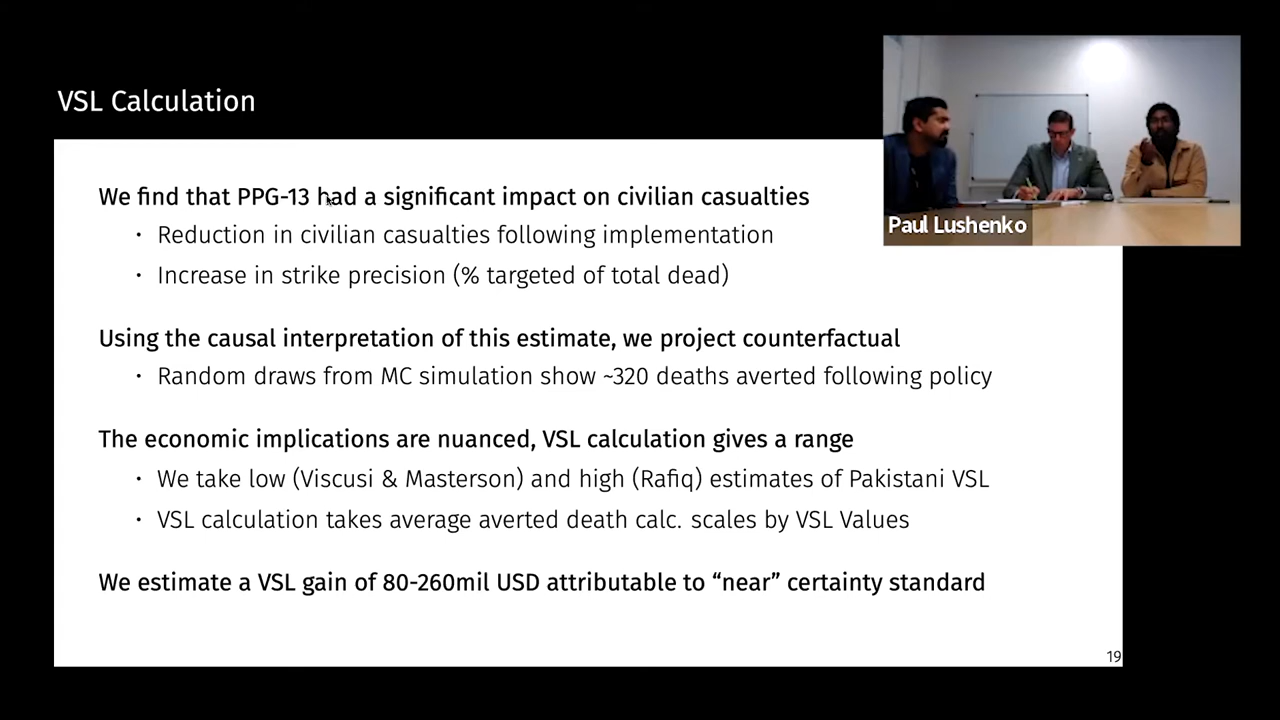 VSL Calculation
We find that PPG-13 had a significant impact on civilian casualties
· Reduction in civilian casualties following implementation
· Increase in strike precision (% targeted of total dead)
Using the causal interpretation of this estimate, we project counterfactual
· Random draws from MC simulation show ~320 deaths averted following policy
The economic implications are nuanced, VSL calculation gives a range
· We take low (Viscusi & Masterson) and high (Rafiq) estimates of Pakistani VSL
· VSL calculation takes average averted death calc. scales by VSL Values
We estimate a VSL gain of 80-260mil USD attributable to “near” certainty standard
19
Paul Lushenko